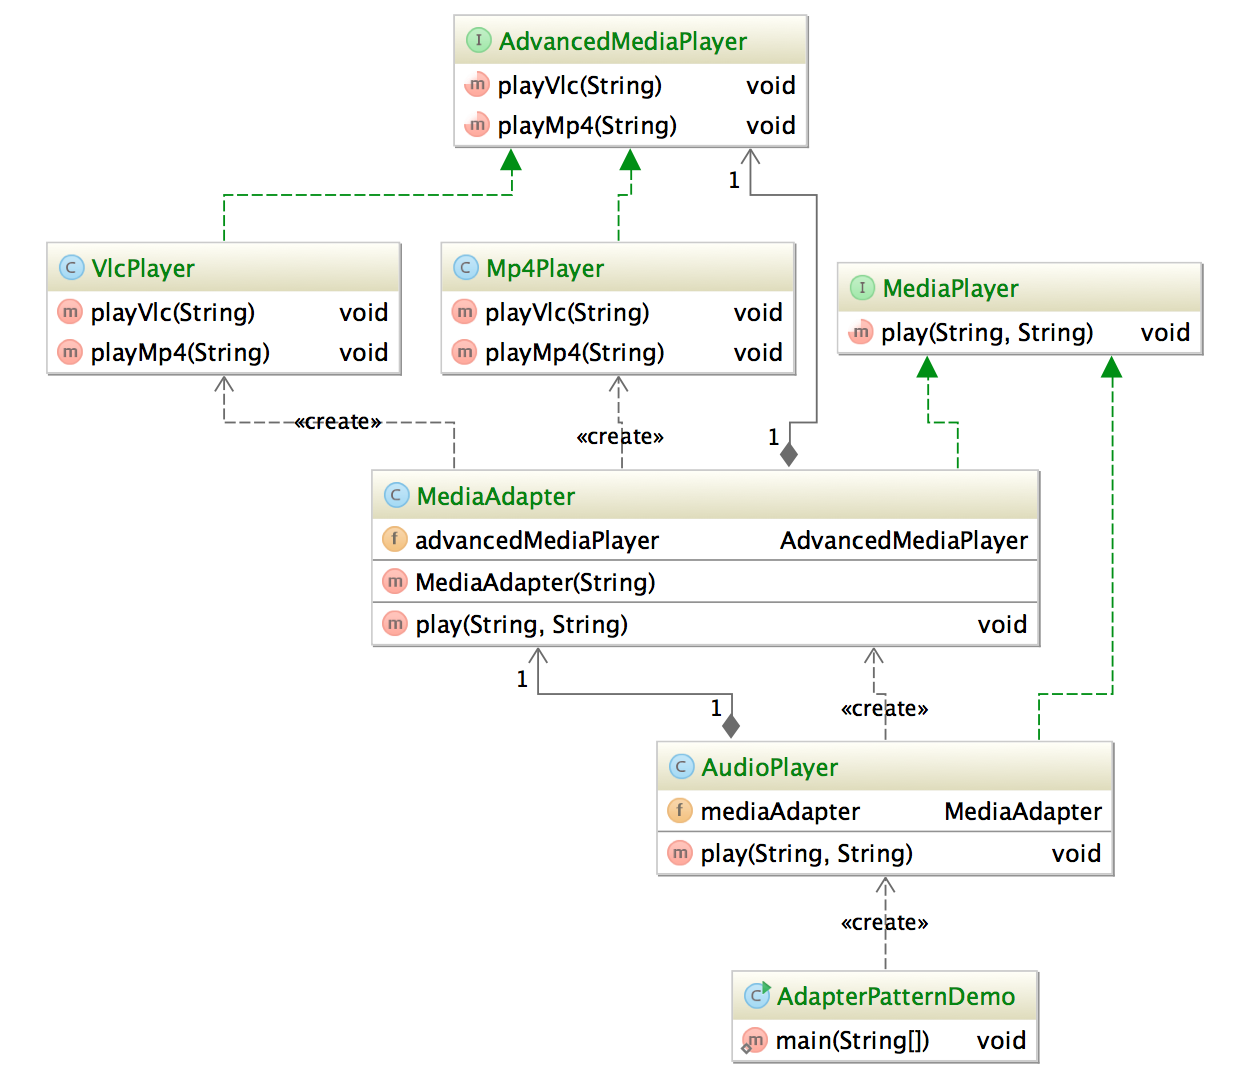 I AdvancedMediaPlayer
m playVlc(String) void
m playMp4(String) void
1
C VlcPlayer
m playVlc(String) void
m playMp4(String) void
C Mp4Player
m playVlc(String) void
m playMp4(String) void
I MediaPlayer
m play(String, String) void
«create»
«create»
1
C MediaAdapter
f advancedMediaPlayer AdvancedMediaPlayer
m MediaAdapter(String)
m play(String, String) void
1
1
«create»
C AudioPlayer
f mediaAdapter MediaAdapter
m play(String, String) void
«create»
C AdapterPatternDemo
m main(String[]) void